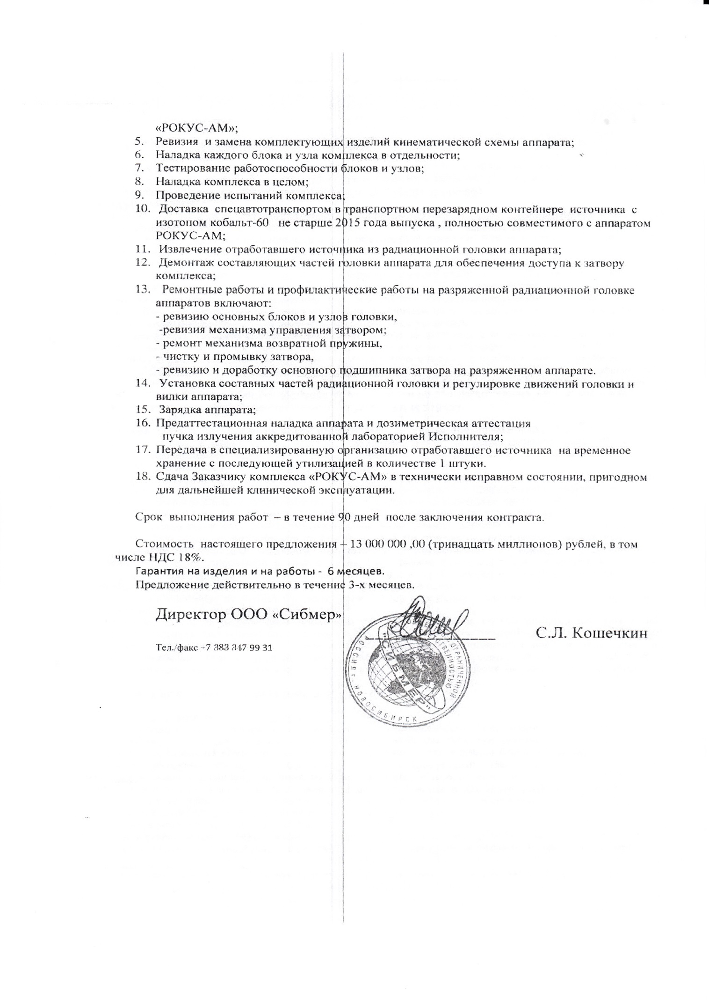 «РОКУС-АМ»;
5. Ревизия и замена комплектующих изделий кинематической схемы аппарата;
6. Наладка каждого блока и узла комплекса в отдельности;
7. Тестирование работоспособности блоков и узлов;
8. Наладка комплекса в целом;
9. Проведение испытаний комплекса;
10. Доставка спецавтотранспортом в транспортном перезарядном контейнере источника с
изотопом кобальт-60 не старше 2015 года выпуска , полностью совместимого с аппаратом
РОКУС-АМ;
11. Извлечение отработавшего источника из радиационной головки аппарата;
12. Демонтаж составляющих частей головки аппарата для обеспечения доступа к затвору
комплекса;
13. Ремонтные работы и профилактические работы на разряженной радиационной головке
аппаратов включают:
- ревизию основных блоков и узлов головки,
-ревизия механизма управления затвором;
- ремонт механизма возвратной пружины,
- чистку и промывку затвора,
- ревизию и доработку основного подшипника затвора на разряженном аппарате.
14. Установка составных частей радиационной головки и регулировке движений головки и
вилки аппарата;
15. Зарядка аппарата;
16. Предаттестационная наладка аппарата и дозиметрическая аттестация
пучка излучения аккредитованной лабораторией Исполнителя;
17. Передача в специализированную организацию отработавшего источника на временное
хранение с последующей утилизацией в количестве 1 штуки.
18. Сдача Заказчику комплекса «РОКУС-АМ» в технически исправном состоянии, пригодном
для дальнейшей клинической эксплуатации.
Срок выполнения работ – в течение 90 дней после заключения контракта.
Стоимость настоящего предложения – 13 000 000 ,00 (тринадцать миллионов) рублей, в том
числе НДС 18%.
Гарантия на изделия и на работы - 6 месяцев.
Предложение действительно в течение 3-х месяцев.
Директор ООО «Сибмер»
С.Л. Кошечкин
Тел./факс +7 383 347 99 31
ОГРАНИЧЕННОЙ
ОТВЕТСТВЕННОСТЬЮ
"СИБМЕР"
НОВОСИБИРСК